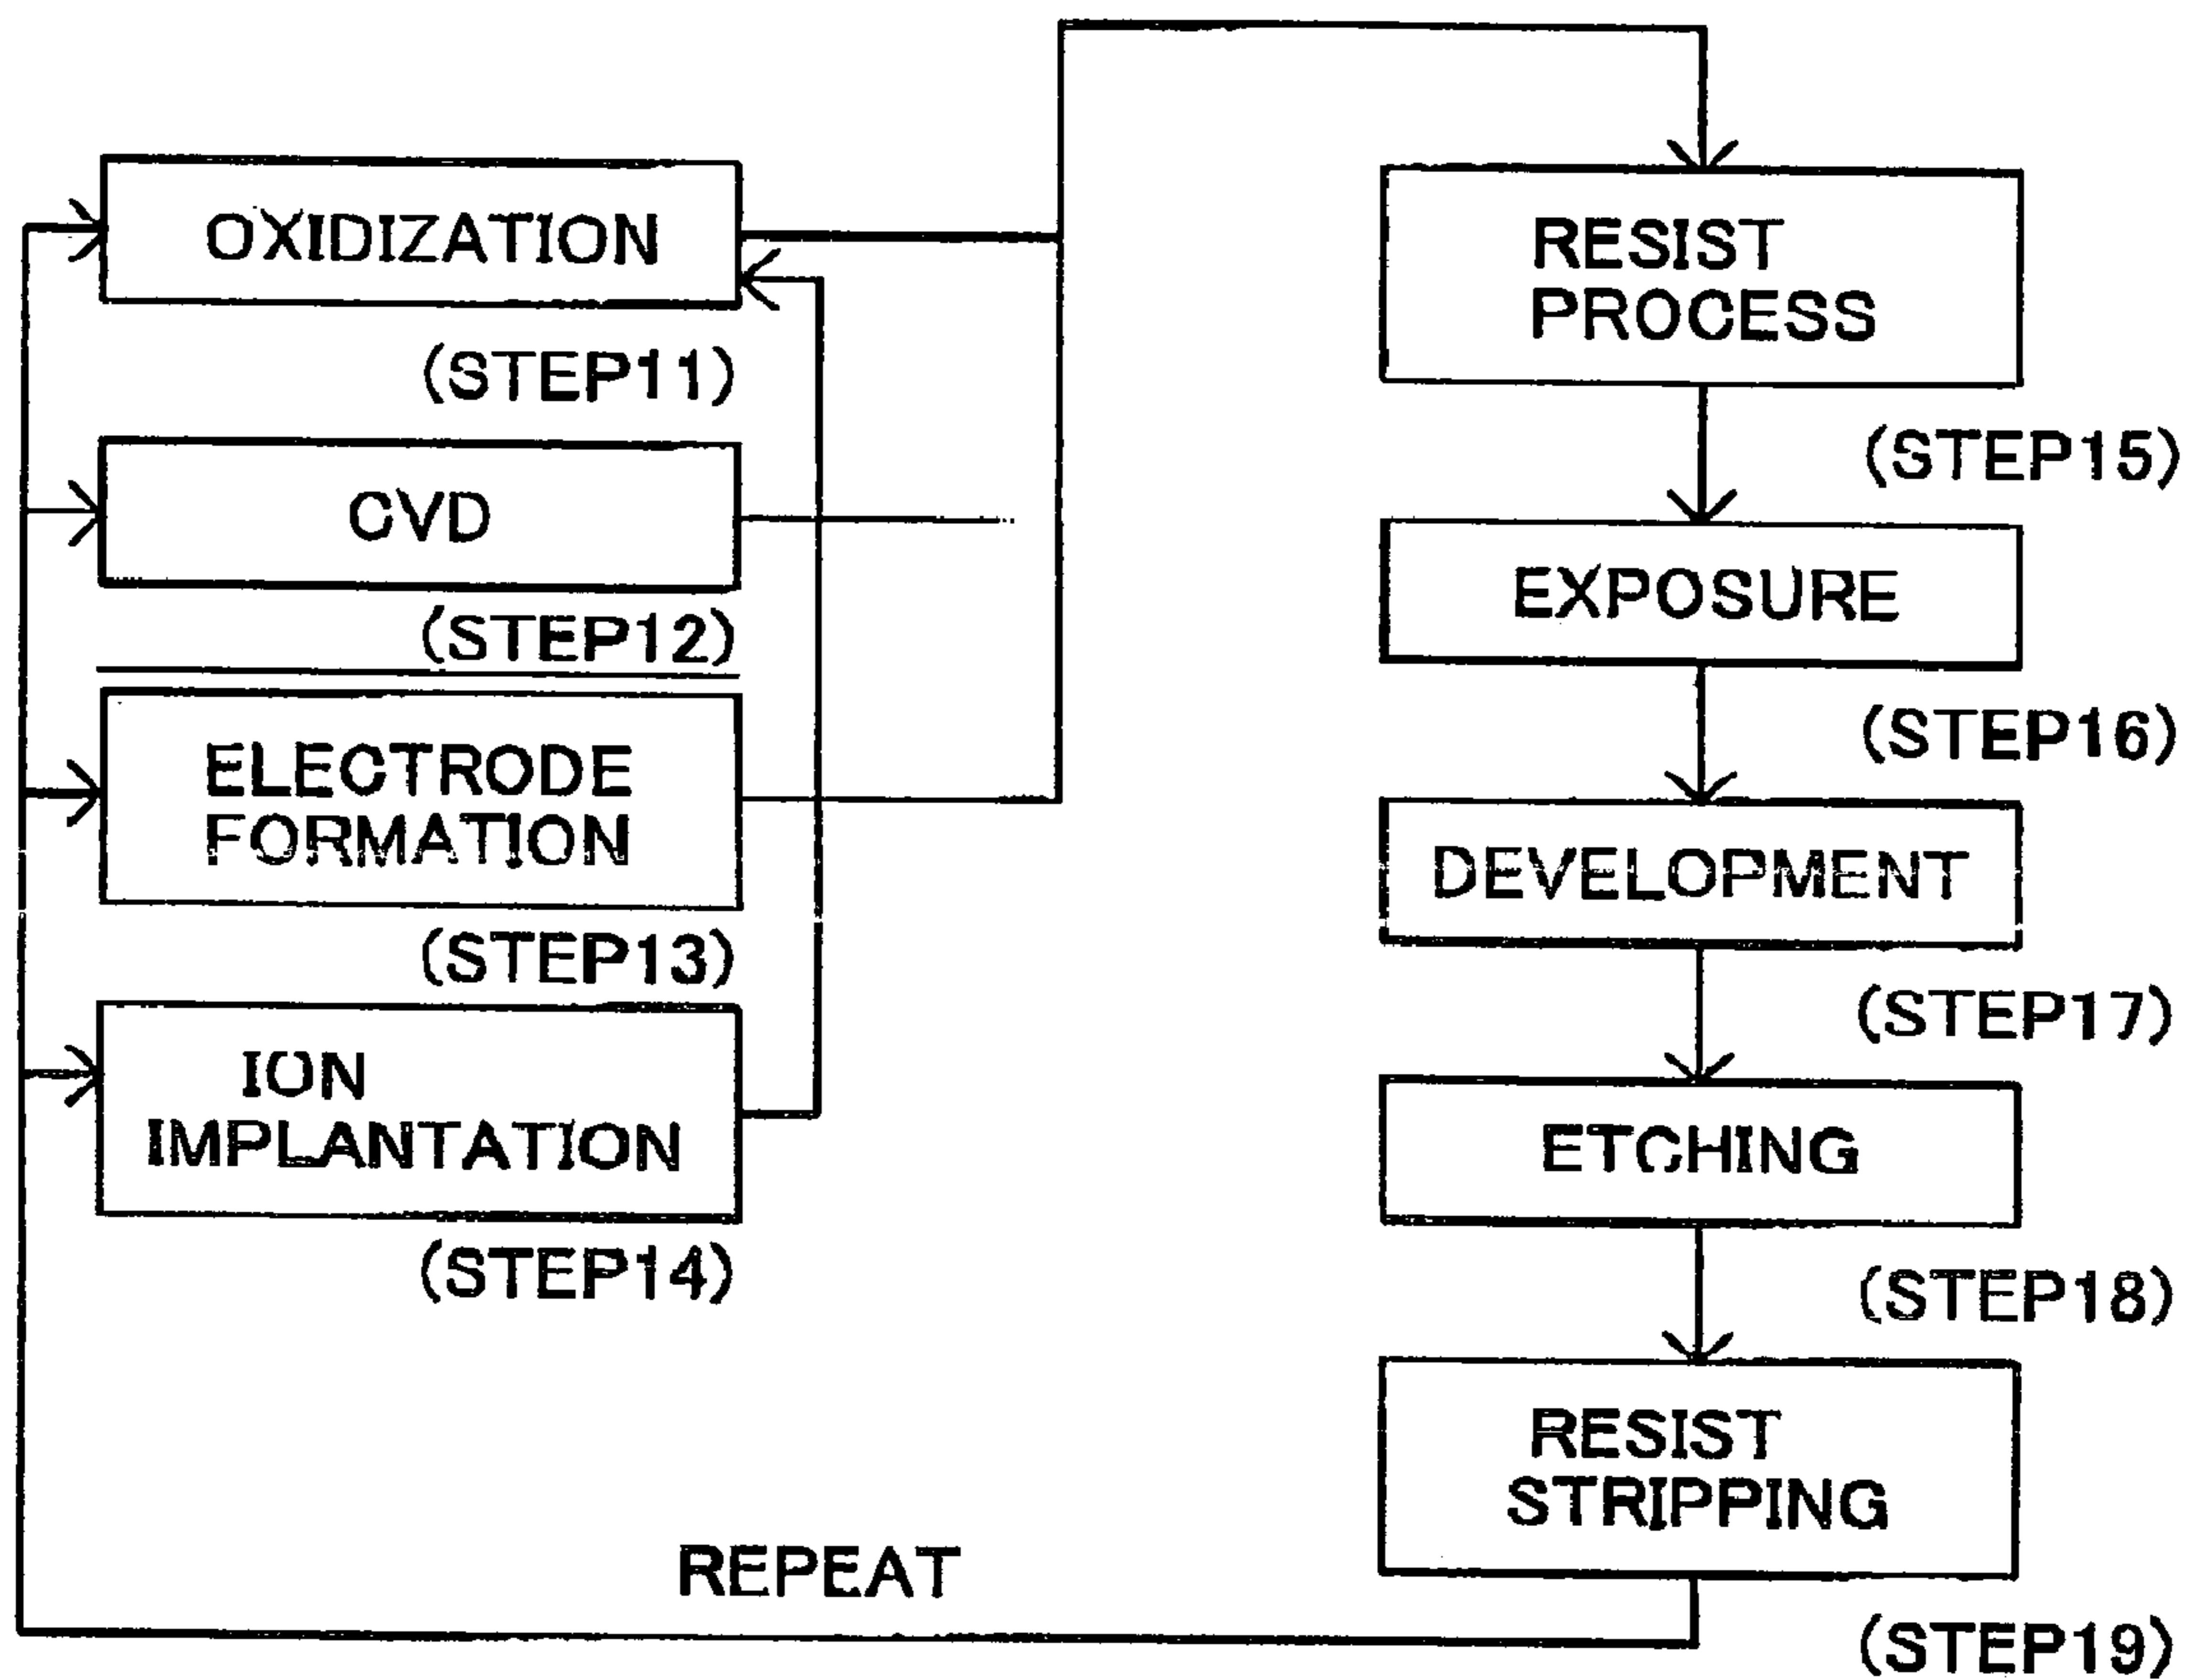 OXIDIZATION
(STEP11)
CVD
(STEP12)
ELECTRODE
FORMATION
(STEP13)
ION
IMPLANTATION
(STEP14)
RESIST
PROCESS
(STEP15)
EXPOSURE
(STEP16)
DEVELOPMENT
(STEP17)
ETCHING
(STEP18)
RESIST
STRIPPING
(STEP19)
REPEAT